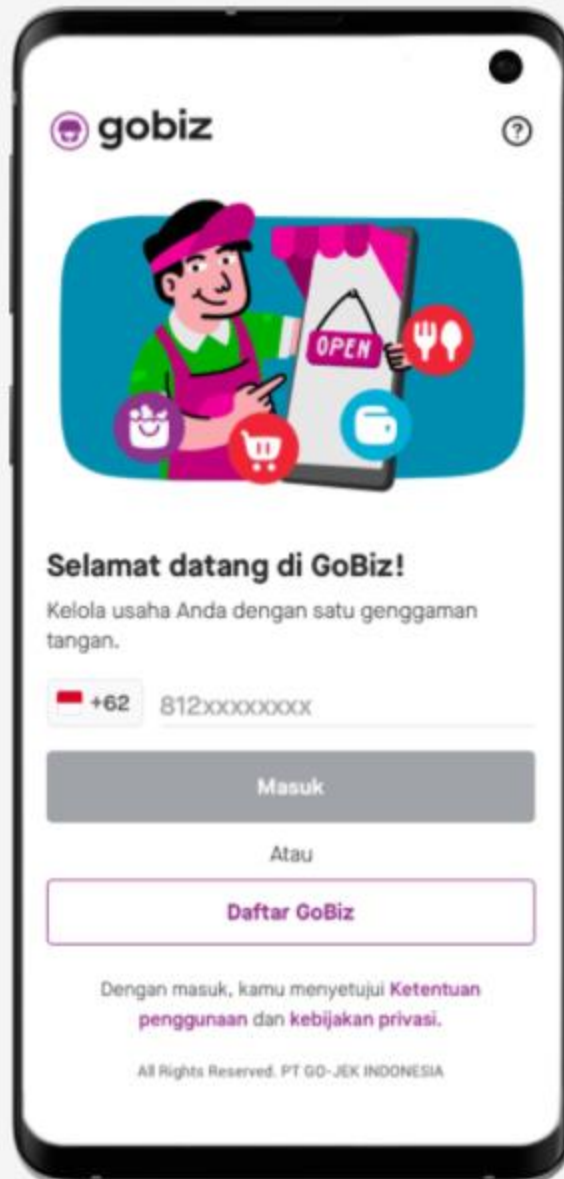 gobiz
?
OPEN
Selamat datang di GoBiz!
Kelola usaha Anda dengan satu genggaman
tangan.
+62 812xxxxxxxx
Masuk
Atau
Daftar GoBiz
Dengan masuk, kamu menyetujui Ketentuan
penggunaan dan kebijakan privasi.
All Rights Reserved. PT GO-JEK INDONESIA